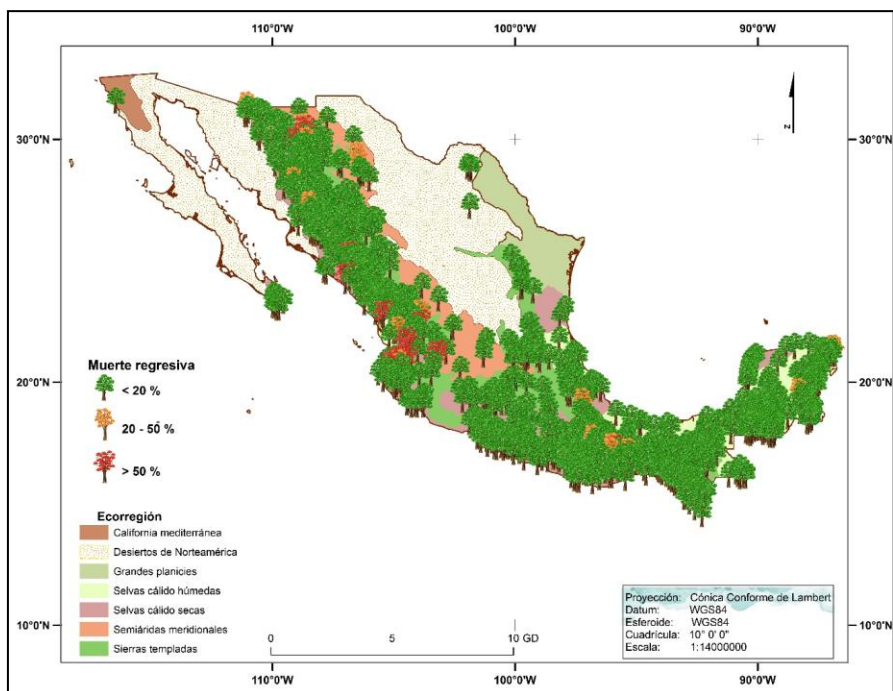 110°0'W 100°0'W 90°0'W
30°0'N 30°0'N
20°0'N 20°0'N
10°0'N 10°0'N
N
Muerte regresiva
< 20 %
20 - 50 %
> 50 %
Ecorregión
California mediterránea
Desiertos de Norteamérica
Grandes planicies
Selvas cálido húmedas
Selvas cálido secas
Semiáridas meridionales
Sierras templadas
0 5 10 GD
Proyección: Cónica Conforme de Lambert
Datum: WGS84
Esferoide: WGS84
Cuadrícula: 10° 0' 0"
Escala: 1:14000000
110°0'W 100°0'W 90°0'W